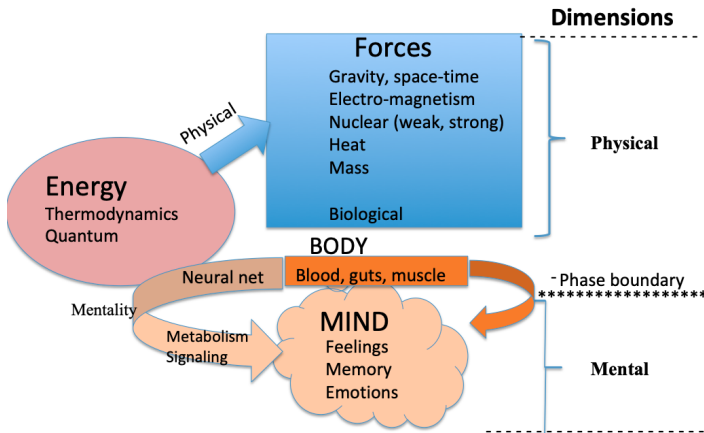 Dimensions
Forces
Gravity, space-time
Electro-magnetism
Nuclear (weak, strong)
Heat
Mass
Biological
Physical
Physical
Energy
Thermodynamics
Quantum
BODY
Neural net
Blood, guts, muscle
Phase boundary
*****************
Mentality
Metabolism
Signaling
MIND
Feelings
Memory
Emotions
Mental